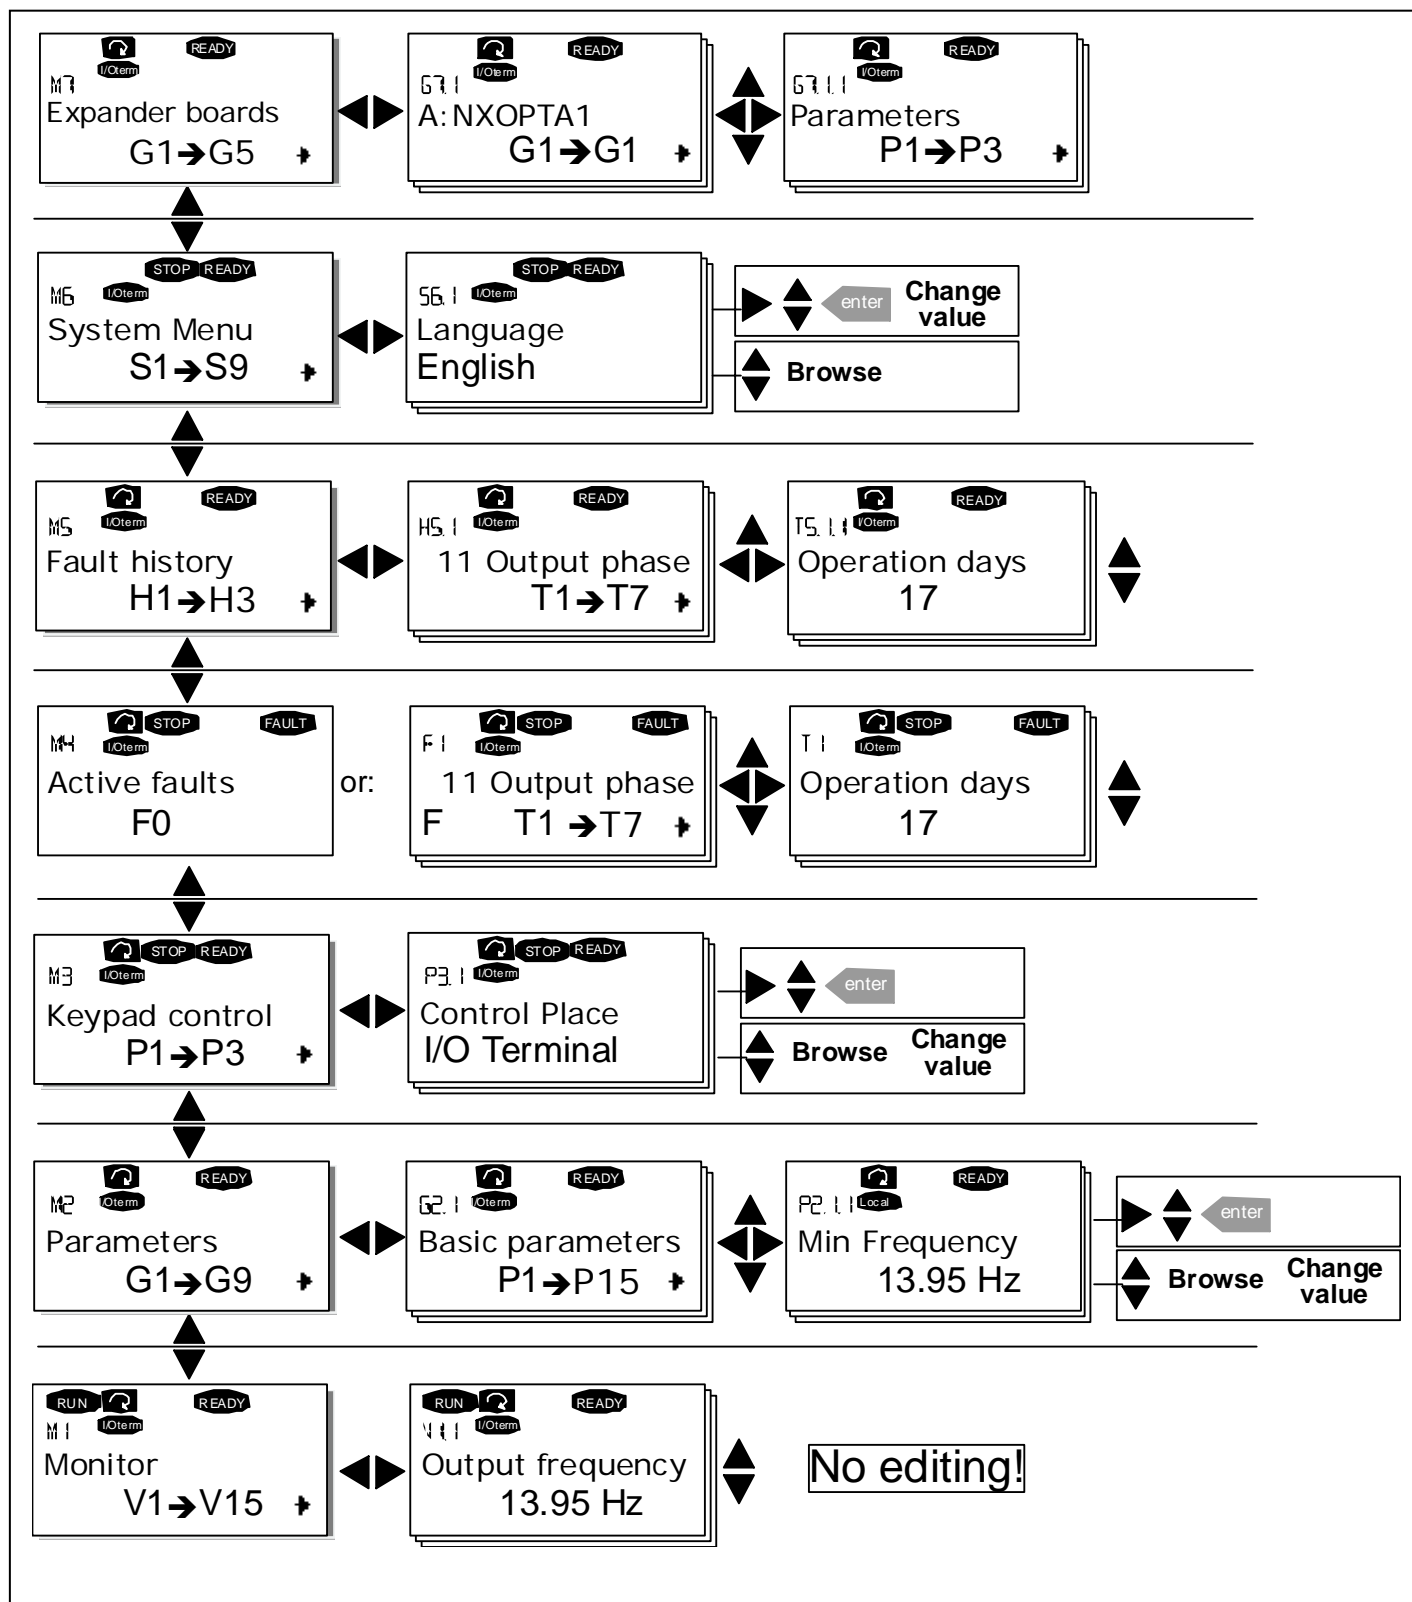 READY
I/Oterm
M7
Expander boards
G1➔G5
READY
I/Oterm
G7.1
A:NXOPTA1
G1➔G1
READY
I/Oterm
G7.1.1
Parameters
P1➔P3
STOP READY
I/Oterm
M6
System Menu
S1➔S9
STOP READY
I/Oterm
S6.1
Language
English
enter
Change
value
Browse
READY
I/Oterm
M5
Fault history
H1➔H3
READY
I/Oterm
H5.1
11 Output phase
T1➔T7
READY
I/Oterm
T5.1.1
Operation days
17
STOP FAULT
I/Oterm
M4
Active faults
F0
or:
STOP FAULT
I/Oterm
F1
11 Output phase
F T1 ➔T7
STOP FAULT
I/Oterm
T1
Operation days
17
STOP READY
I/Oterm
M3
Keypad control
P1➔P3
STOP READY
I/Oterm
P3.1
Control Place
I/O Terminal
enter
Browse
Change
value
READY
I/Oterm
M2
Parameters
G1➔G9
READY
I/Oterm
G2.1
Basic parameters
P1➔P15
READY
Local
P2.1.1
Min Frequency
13.95 Hz
enter
Browse
Change
value
RUN READY
I/Oterm
M1
Monitor
V1➔V15
RUN READY
I/Oterm
V1.1
Output frequency
13.95 Hz
No editing!